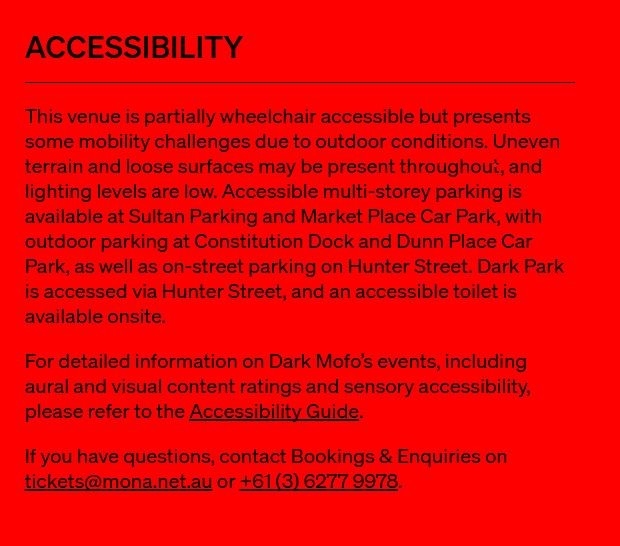 ACCESSIBILITY
This venue is partially wheelchair accessible but presents
some mobility challenges due to outdoor conditions. Uneven
terrain and loose surfaces may be present throughout, and
lighting levels are low. Accessible multi-storey parking is
available at Sultan Parking and Market Place Car Park, with
outdoor parking at Constitution Dock and Dunn Place Car
Park, as well as on-street parking on Hunter Street. Dark Park
is accessed via Hunter Street, and an accessible toilet is
available onsite.
For detailed information on Dark Mofo’s events, including
aural and visual content ratings and sensory accessibility,
please refer to the Accessibility Guide.
If you have questions, contact Bookings & Enquiries on
tickets@mona.net.au or +61 (3) 6277 9978.